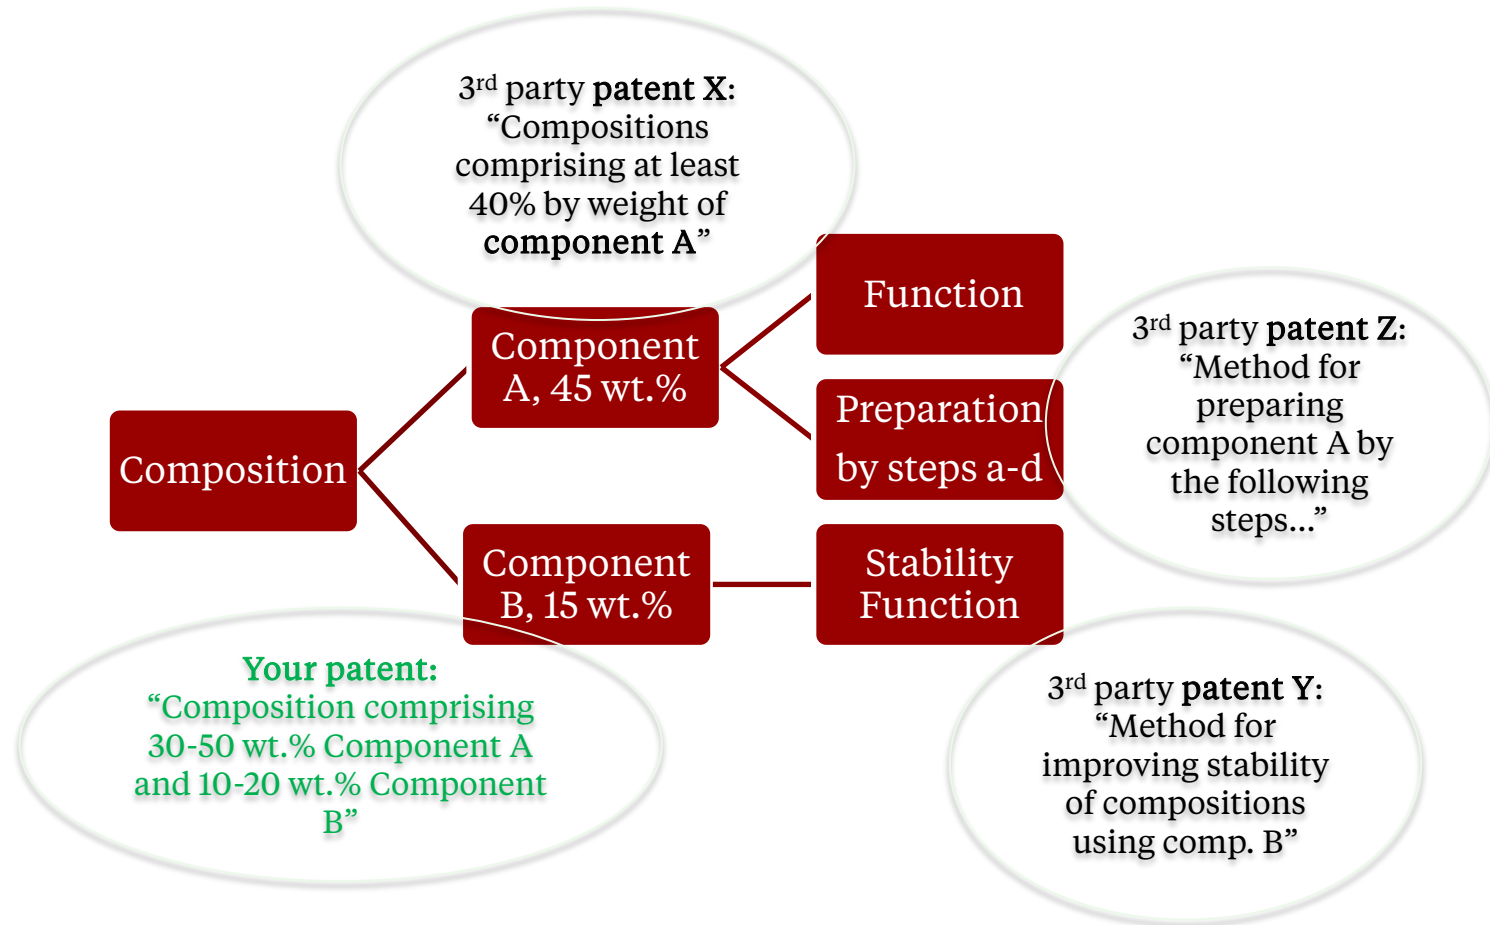 3rd party patent X:
“Compositions
comprising at least
40% by weight of
component A”
Function
3rd party patent Z:
“Method for
preparing
component A by
the following
steps…”
Component
A, 45 wt.%
Preparation
by steps a-d
Composition
Component
B, 15 wt.%
Stability
Function
Your patent:
“Composition comprising
30-50 wt.% Component A
and 10-20 wt.% Component
B”
3rd party patent Y:
“Method for
improving stability
of compositions
using comp. B”